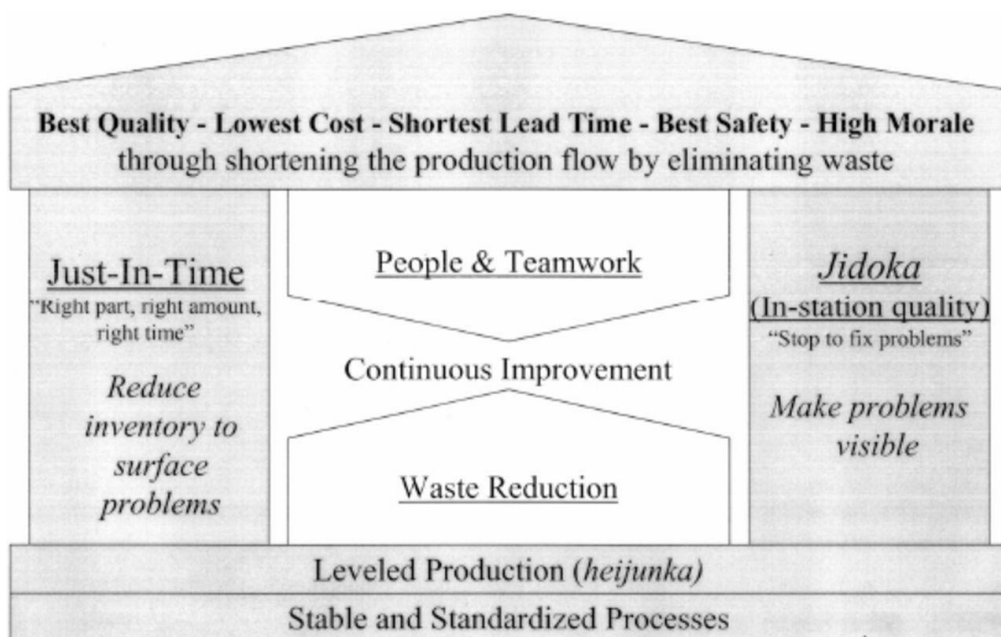 Best Quality - Lowest Cost - Shortest Lead Time - Best Safety - High Morale
through shortening the production flow by eliminating waste
Just-In-Time
"Right part, right amount,
right time"
Reduce
inventory to
surface
problems
People & Teamwork
Continuous Improvement
Waste Reduction
Jidoka
(In-station quality)
"Stop to fix problems"
Make problems
visible
Leveled Production (heijunka)
Stable and Standardized Processes